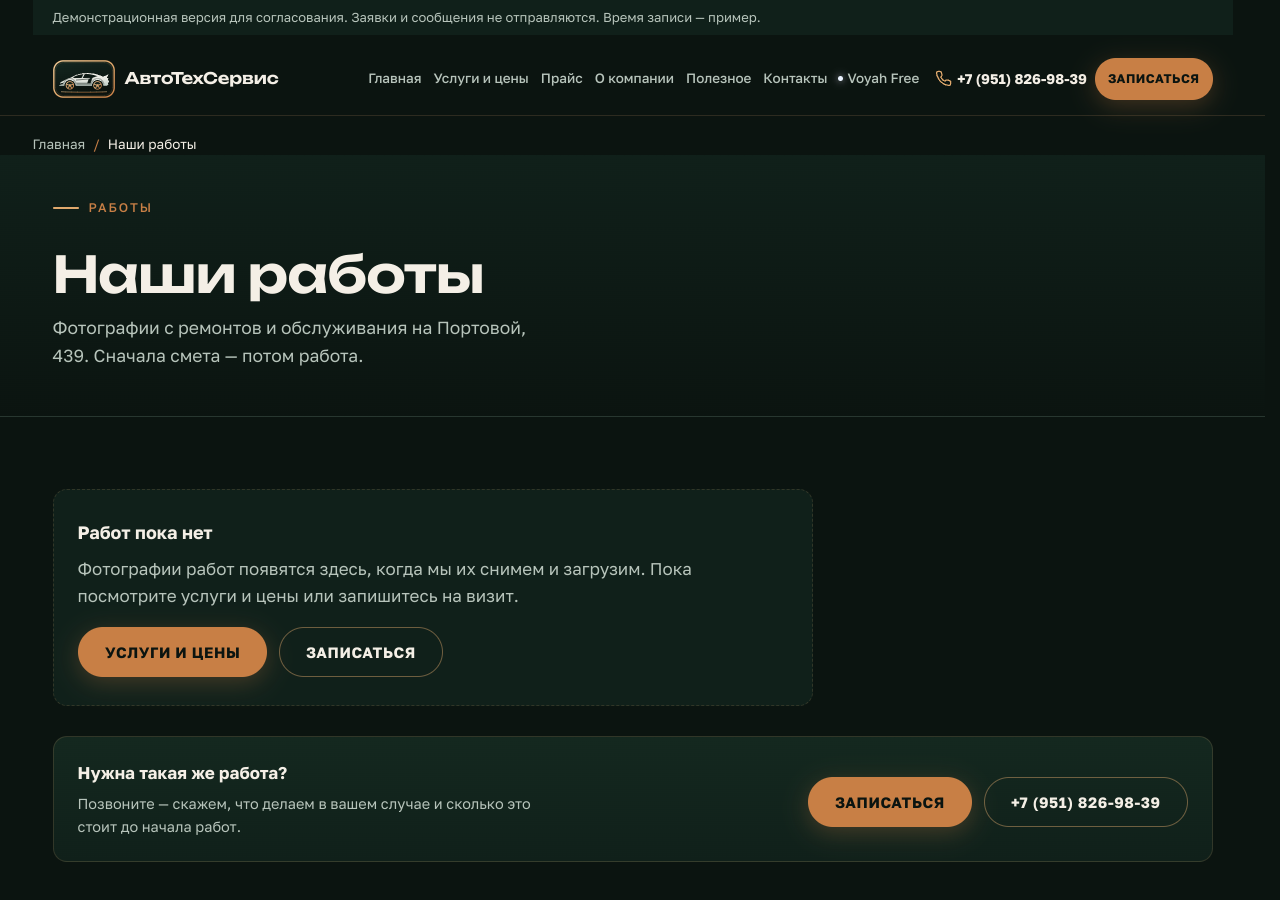 Демонстрационная версия для согласования. Заявки и сообщения не отправляются. Время записи — пример.
АвтоТехСервис
Главная Услуги и цены Прайс О компании Полезное Контакты Voyah Free +7 (951) 826-98-39 ЗАПИСАТЬСЯ
Главная / Наши работы
РАБОТЫ
Наши работы
Фотографии с ремонтов и обслуживания на Портовой,
439. Сначала смета — потом работа.
Работ пока нет
Фотографии работ появятся здесь, когда мы их снимем и загрузим. Пока
посмотрите услуги и цены или запишитесь на визит.
УСЛУГИ И ЦЕНЫ ЗАПИСАТЬСЯ
Нужна такая же работа?
Позвоните — скажем, что делаем в вашем случае и сколько это
стоит до начала работ.
ЗАПИСАТЬСЯ +7 (951) 826-98-39